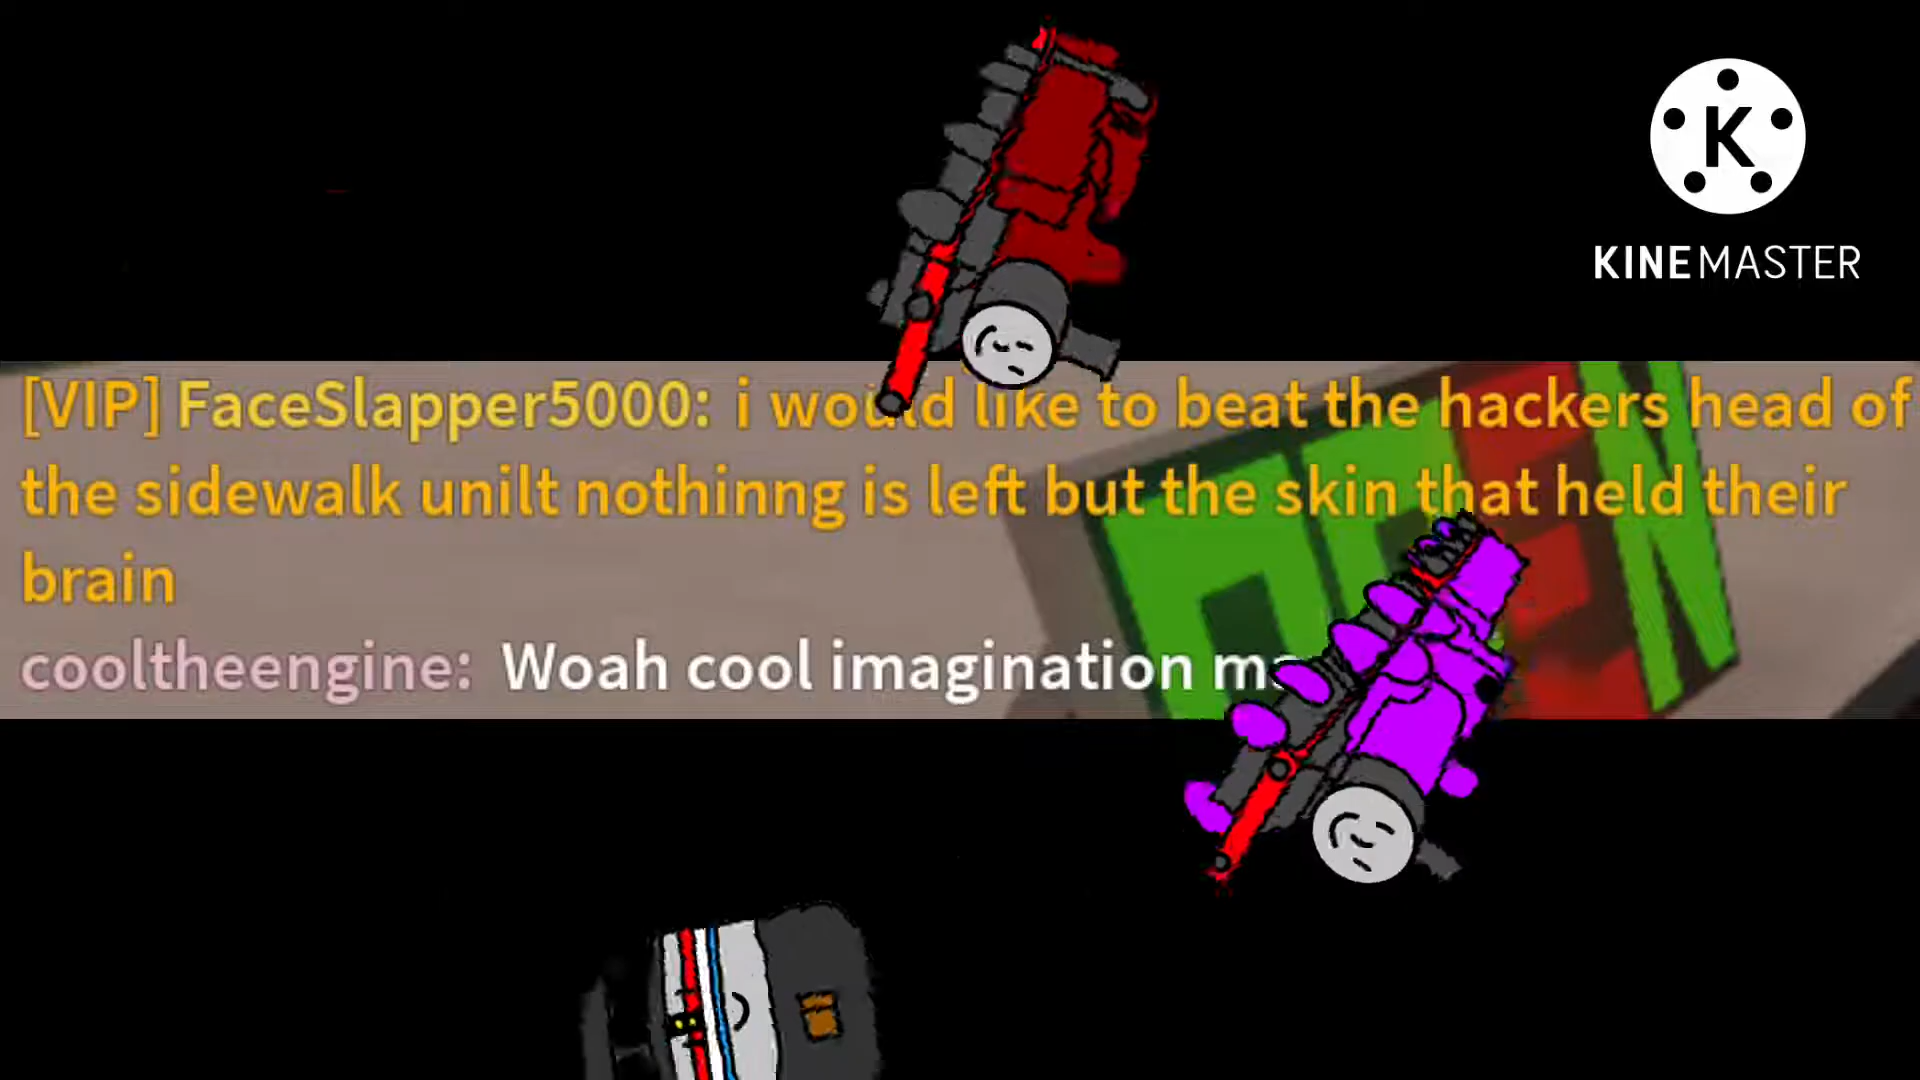 K
KINEMASTER
[VIP] FaceSlapper5000: i would like to beat the hackers head of
the sidewalk unilt nothinng is left but the skin that held their
brain
cooltheengine: Woah cool imagination